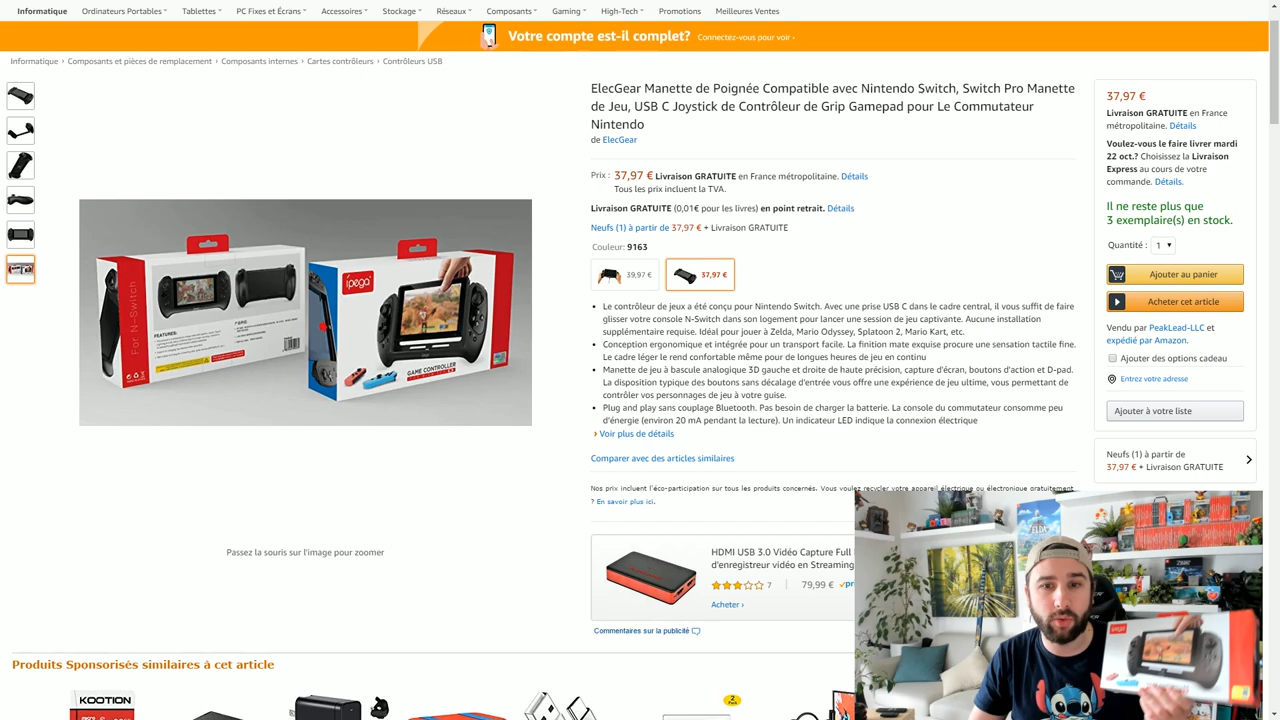 Informatique Ordinateurs Portables Tablettes PC Fixes et Écrans Accessoires Stockage Réseaux Composants Gaming High-Tech Promotions Meilleures Ventes
Votre compte est-il complet? Connectez-vous pour voir ›
Informatique › Composants et pièces de remplacement › Composants internes › Cartes contrôleurs › Contrôleurs USB
ElecGear Manette de Poignée Compatible avec Nintendo Switch, Switch Pro Manette
de Jeu, USB C Joystick de Contrôleur de Grip Gamepad pour Le Commutateur
Nintendo
de ElecGear
Prix : 37,97 € Livraison GRATUITE en France métropolitaine. Détails
Tous les prix incluent la TVA.
Livraison GRATUITE (0,01€ pour les livres) en point retrait. Détails
Neufs (1) à partir de 37,97 € + Livraison GRATUITE
Couleur: 9163
39,97 € 37,97 €
• Le contrôleur de jeux a été conçu pour Nintendo Switch. Avec une prise USB C dans le cadre central, il vous suffit de faire
glisser votre console N-Switch dans son logement pour lancer une session de jeu captivante. Aucune installation
supplémentaire requise. Idéal pour jouer à Zelda, Mario Odyssey, Splatoon 2, Mario Kart, etc.
• Conception ergonomique et intégrée pour un transport facile. La finition mate exquise procure une sensation tactile fine.
Le cadre léger le rend confortable même pour de longues heures de jeu en continu
• Manette de jeu à bascule analogique 3D gauche et droite de haute précision, capture d'écran, boutons d'action et D-pad.
La disposition typique des boutons sans décalage d'entrée vous offre une expérience de jeu ultime, vous permettant de
contrôler vos personnages de jeu à votre guise.
• Plug and play sans couplage Bluetooth. Pas besoin de charger la batterie. La console du commutateur consomme peu
d'énergie (environ 20 mA pendant la lecture). Un indicateur LED indique la connexion électrique
› Voir plus de détails
Comparer avec des articles similaires
Nos prix incluent l'éco-participation sur tous les produits concernés. Vous voulez recycler votre appareil électrique ou électronique gratuitement
? En savoir plus ici.
HDMI USB 3.0 Vidéo Capture Full
d'enregistreur vidéo en Streaming
7 79,99 € pr
Acheter ›
Commentaires sur la publicité
37,97 €
Livraison GRATUITE en France
métropolitaine. Détails
Voulez-vous le faire livrer mardi
22 oct.? Choisissez la Livraison
Express au cours de votre
commande. Détails.
Il ne reste plus que
3 exemplaire(s) en stock.
Quantité : 1
Ajouter au panier
Acheter cet article
Vendu par PeakLead-LLC et
expédié par Amazon.
Ajouter des options cadeau
Entrez votre adresse
Ajouter à votre liste
Neufs (1) à partir de
37,97 € + Livraison GRATUITE
For N-Switch
ipega
GAME CONTROLLER
Passez la souris sur l'image pour zoomer
ipega
Produits Sponsorisés similaires à cet article
KOOTION
2
Pack